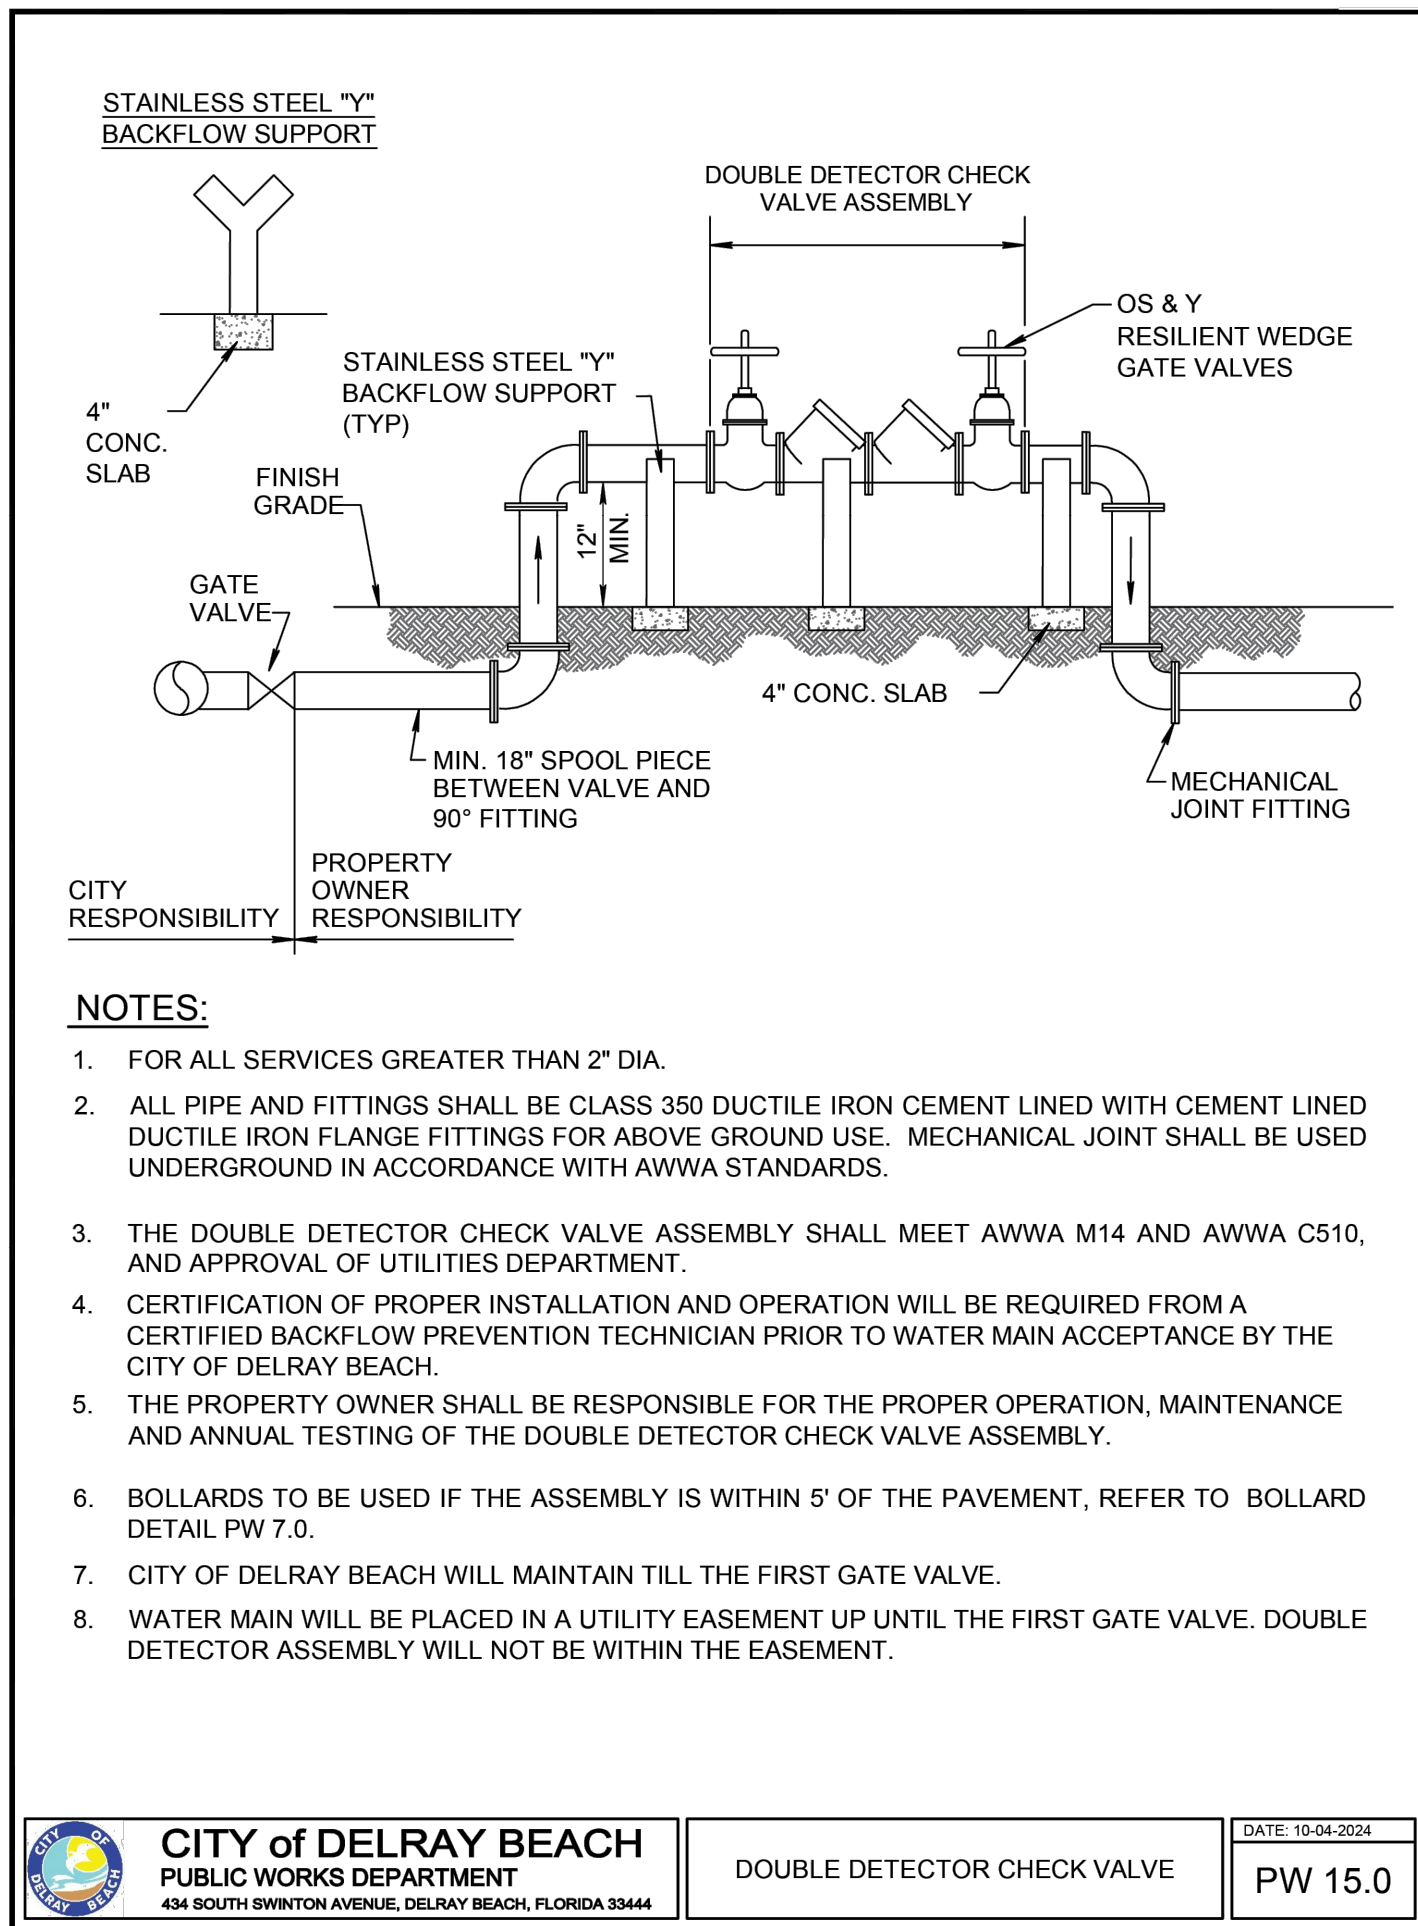 STAINLESS STEEL "Y"
BACKFLOW SUPPORT
DOUBLE DETECTOR CHECK
VALVE ASSEMBLY
OS & Y
RESILIENT WEDGE
GATE VALVES
STAINLESS STEEL "Y"
BACKFLOW SUPPORT
(TYP)
4"
CONC.
SLAB
FINISH
GRADE
12"
MIN.
GATE
VALVE
4" CONC. SLAB
MIN. 18" SPOOL PIECE
BETWEEN VALVE AND
90° FITTING
MECHANICAL
JOINT FITTING
CITY
RESPONSIBILITY
PROPERTY
OWNER
RESPONSIBILITY
NOTES:
1. FOR ALL SERVICES GREATER THAN 2" DIA.
2. ALL PIPE AND FITTINGS SHALL BE CLASS 350 DUCTILE IRON CEMENT LINED WITH CEMENT LINED
DUCTILE IRON FLANGE FITTINGS FOR ABOVE GROUND USE. MECHANICAL JOINT SHALL BE USED
UNDERGROUND IN ACCORDANCE WITH AWWA STANDARDS.
3. THE DOUBLE DETECTOR CHECK VALVE ASSEMBLY SHALL MEET AWWA M14 AND AWWA C510,
AND APPROVAL OF UTILITIES DEPARTMENT.
4. CERTIFICATION OF PROPER INSTALLATION AND OPERATION WILL BE REQUIRED FROM A
CERTIFIED BACKFLOW PREVENTION TECHNICIAN PRIOR TO WATER MAIN ACCEPTANCE BY THE
CITY OF DELRAY BEACH.
5. THE PROPERTY OWNER SHALL BE RESPONSIBLE FOR THE PROPER OPERATION, MAINTENANCE
AND ANNUAL TESTING OF THE DOUBLE DETECTOR CHECK VALVE ASSEMBLY.
6. BOLLARDS TO BE USED IF THE ASSEMBLY IS WITHIN 5' OF THE PAVEMENT, REFER TO BOLLARD
DETAIL PW 7.0.
7. CITY OF DELRAY BEACH WILL MAINTAIN TILL THE FIRST GATE VALVE.
8. WATER MAIN WILL BE PLACED IN A UTILITY EASEMENT UP UNTIL THE FIRST GATE VALVE. DOUBLE
DETECTOR ASSEMBLY WILL NOT BE WITHIN THE EASEMENT.
CITY OF
DELRAY BEACH
CITY of DELRAY BEACH
PUBLIC WORKS DEPARTMENT
434 SOUTH SWINTON AVENUE, DELRAY BEACH, FLORIDA 33444
DOUBLE DETECTOR CHECK VALVE
DATE: 10-04-2024
PW 15.0